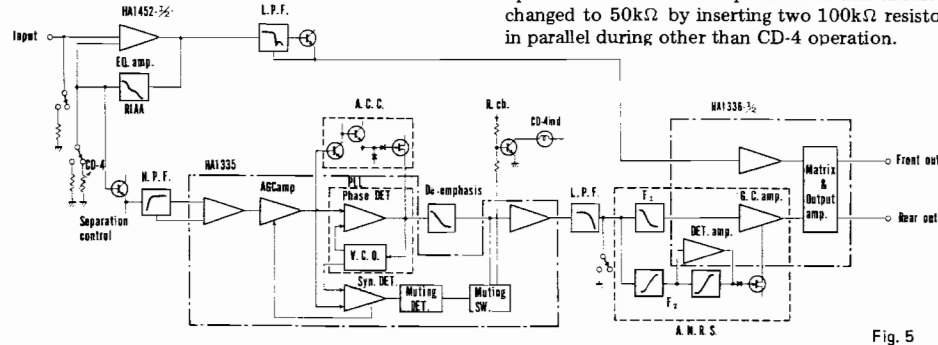 changed to 50kΩ by inserting two 100kΩ resisto
in parallel during other than CD-4 operation.
HA1452-½
Input
EQ. amp.
RIAA
L.P.F.
CD-4
Separation
control
H.P.F.
HA1335
AGCamp
A.C.C.
PLL
Phase DET
V.C.O.
Syn. DET.
Muting
DET.
Muting
SW.
De-emphasis
R. ch.
CD-4ind
L.P.F.
HA1336-½
F₁
G.C. amp.
DET. amp.
F₂
A.N.R.S.
Matrix
&
Output
amp.
Front out
Rear out
Fig. 5